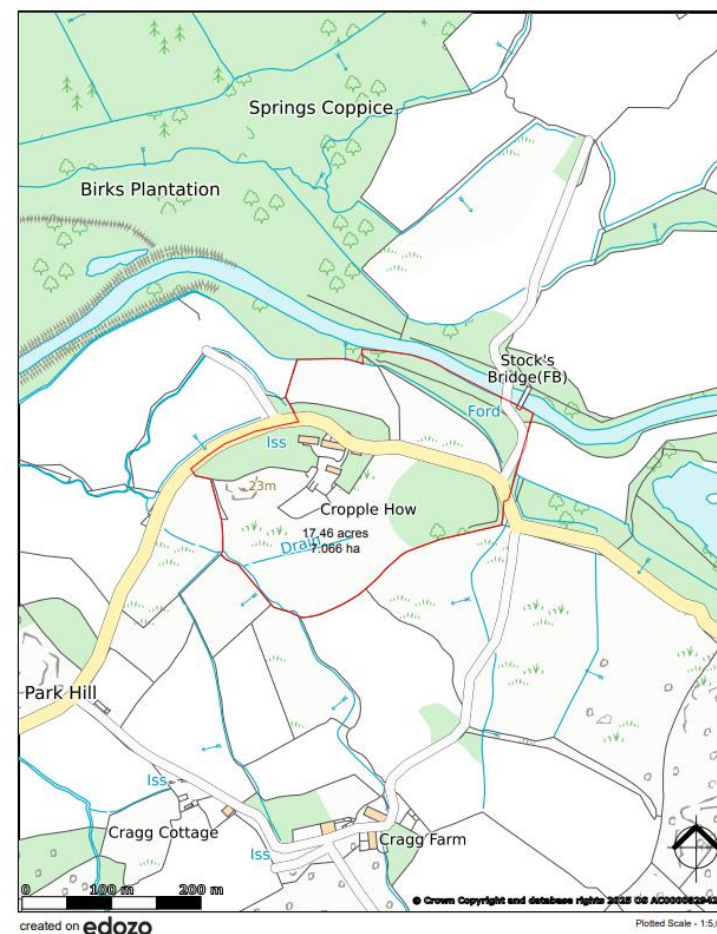 Springs Coppice
Birks Plantation
Stock's
Bridge(FB)
Ford
Iss
23m
Cropple How
17.46 acres
7.066 ha
Drain
Park Hill
Iss
Cragg Cottage
Cragg Farm
Iss
0 100 m 200 m
© Crown Copyright and database rights 2025 OS
created on edozo
Plotted Scale - 1:5,